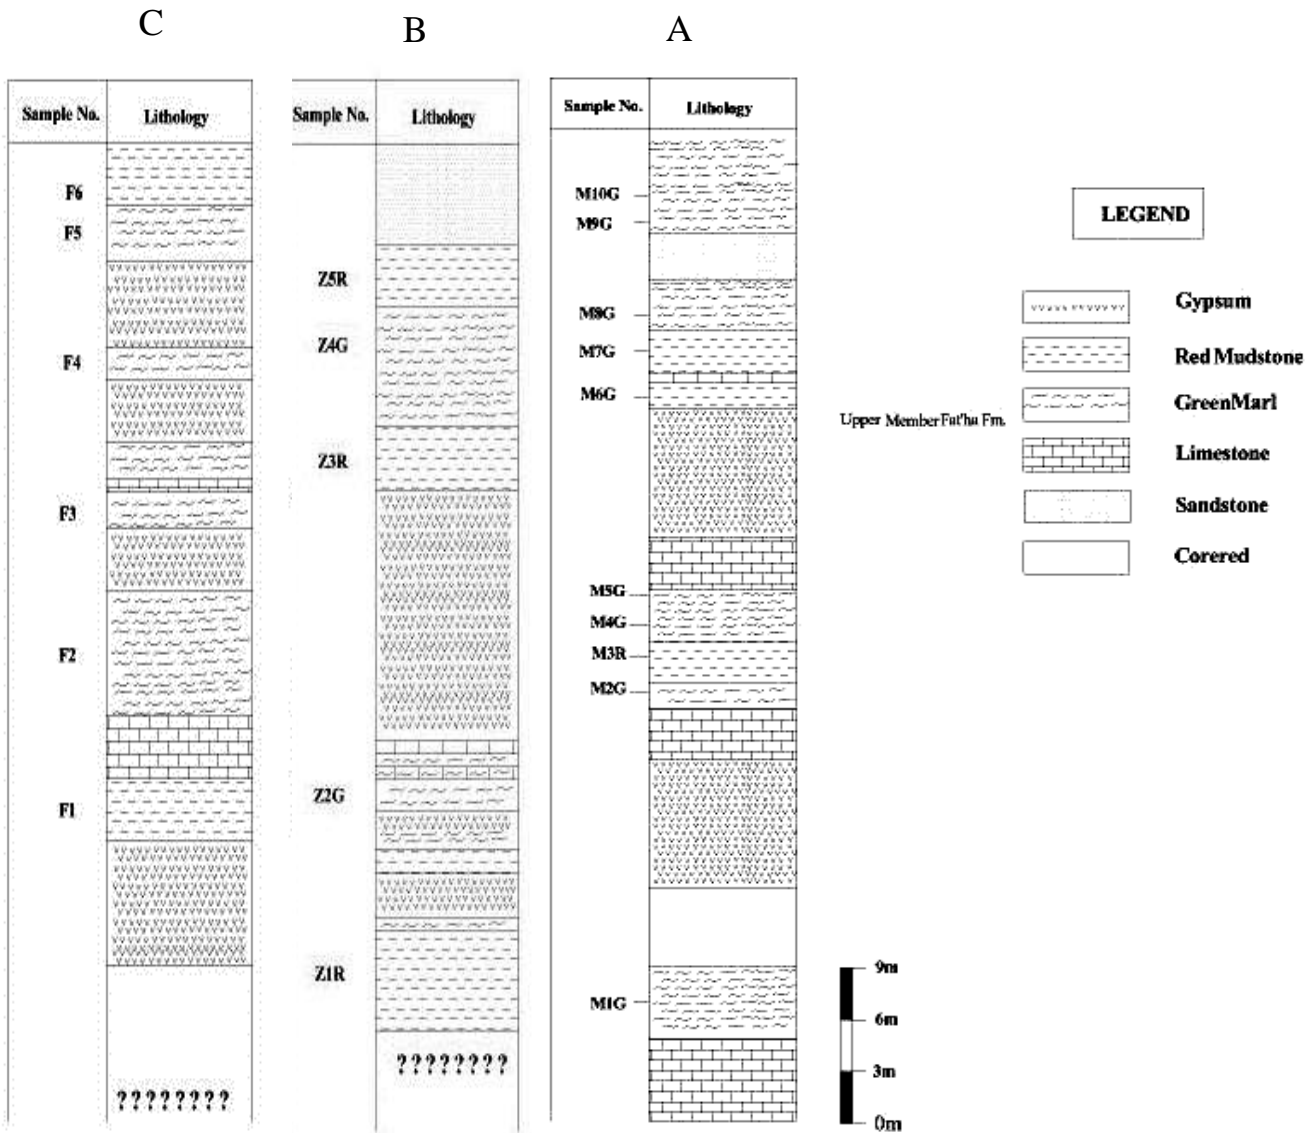 C
B
A
Sample No.
Lithology
F6
F5
F4
F3
F2
F1
????????
Sample No.
Lithology
Z5R
Z4G
Z3R
Z2G
Z1R
????????
Sample No.
Lithology
M10G
M9G
M8G
M7G
M6G
M5G
M4G
M3R
M2G
M1G
Upper Member Fat'ha Fm.
LEGEND
Gypsum
Red Mudstone
GreenMarl
Limestone
Sandstone
Corered
9m
6m
3m
0m